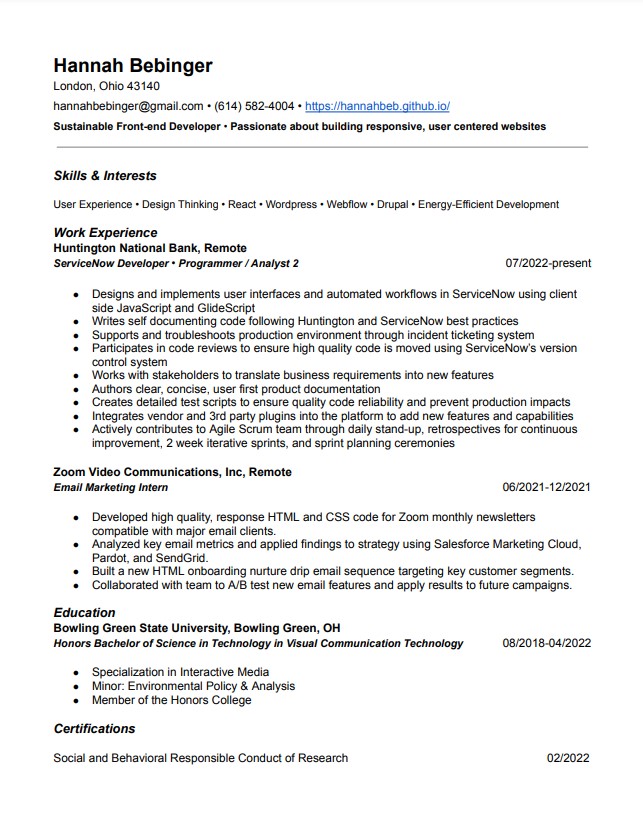 Hannah Bebinger
London, Ohio 43140
hannahbebinger@gmail.com • (614) 582-4004 • https://hannahbeb.github.io/
Sustainable Front-end Developer • Passionate about building responsive, user centered websites
Skills & Interests
User Experience • Design Thinking • React • Wordpress • Webflow • Drupal • Energy-Efficient Development
Work Experience
Huntington National Bank, Remote
ServiceNow Developer • Programmer / Analyst 2 07/2022-present
● Designs and implements user interfaces and automated workflows in ServiceNow using client
side JavaScript and GlideScript
● Writes self documenting code following Huntington and ServiceNow best practices
● Supports and troubleshoots production environment through incident ticketing system
● Participates in code reviews to ensure high quality code is moved using ServiceNow's version
control system
● Works with stakeholders to translate business requirements into new features
● Authors clear, concise, user first product documentation
● Creates detailed test scripts to ensure quality code reliability and prevent production impacts
● Integrates vendor and 3rd party plugins into the platform to add new features and capabilities
● Actively contributes to Agile Scrum team through daily stand-up, retrospectives for continuous
improvement, 2 week iterative sprints, and sprint planning ceremonies
Zoom Video Communications, Inc, Remote
Email Marketing Intern 06/2021-12/2021
● Developed high quality, response HTML and CSS code for Zoom monthly newsletters
compatible with major email clients.
● Analyzed key email metrics and applied findings to strategy using Salesforce Marketing Cloud,
Pardot, and SendGrid.
● Built a new HTML onboarding nurture drip email sequence targeting key customer segments.
● Collaborated with team to A/B test new email features and apply results to future campaigns.
Education
Bowling Green State University, Bowling Green, OH
Honors Bachelor of Science in Technology in Visual Communication Technology 08/2018-04/2022
● Specialization in Interactive Media
● Minor: Environmental Policy & Analysis
● Member of the Honors College
Certifications
Social and Behavioral Responsible Conduct of Research 02/2022